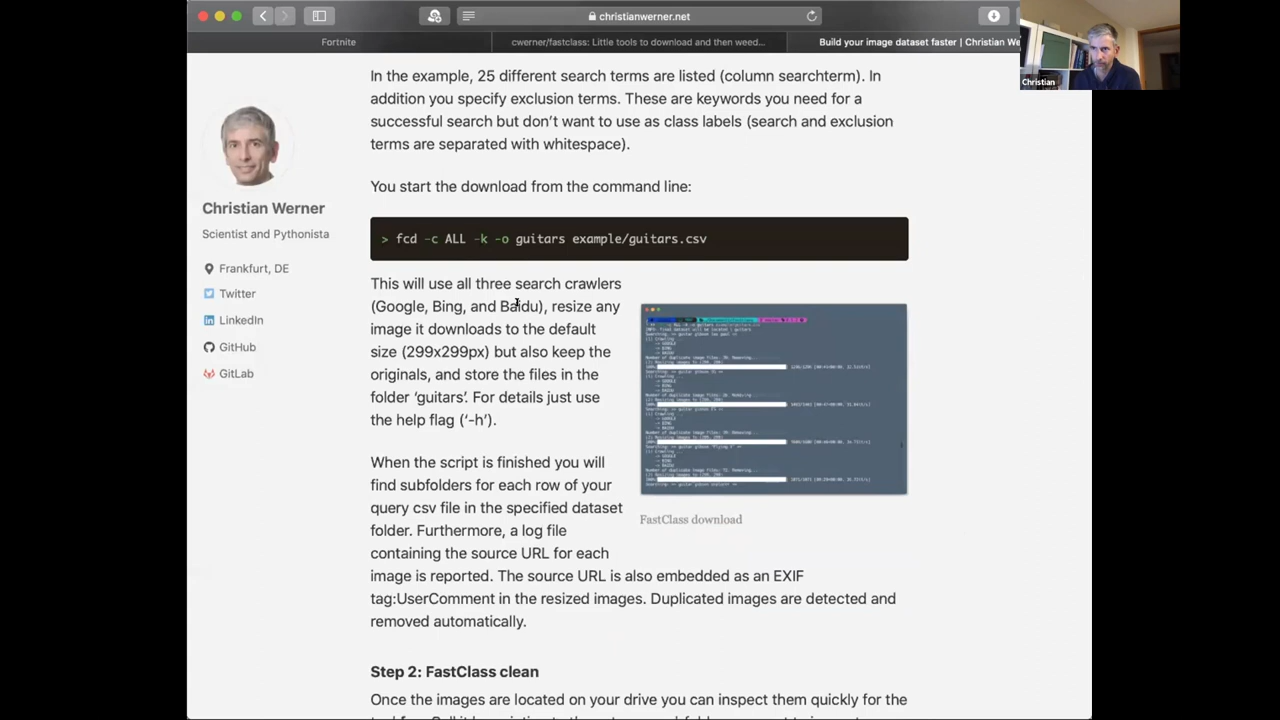 christianwerner.net
Fortnite
cwerner/fastclass: Little tools to download and then weed...
Build your image dataset faster | Christian We
Christian
In the example, 25 different search terms are listed (column searchterm). In
addition you specify exclusion terms. These are keywords you need for a
successful search but don't want to use as class labels (search and exclusion
terms are separated with whitespace).
You start the download from the command line:
> fcd -c ALL -k -o guitars example/guitars.csv
Christian Werner
Scientist and Pythonista
Frankfurt, DE
Twitter
LinkedIn
GitHub
GitLab
This will use all three search crawlers
(Google, Bing, and Baidu), resize any
image it downloads to the default
size (299x299px) but also keep the
originals, and store the files in the
folder 'guitars'. For details just use
the help flag ('-h').
When the script is finished you will
find subfolders for each row of your
query csv file in the specified dataset
folder. Furthermore, a log file
containing the source URL for each
image is reported. The source URL is also embedded as an EXIF
tag:UserComment in the resized images. Duplicated images are detected and
removed automatically.
FastClass download
Step 2: FastClass clean
Once the images are located on your drive you can inspect them quickly for the